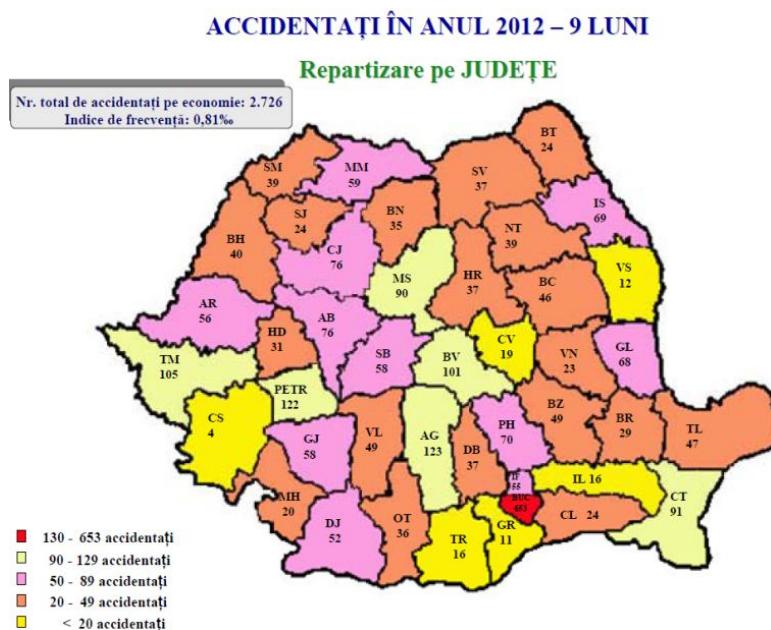 ACCIDENTAȚI ÎN ANUL 2012 – 9 LUNI
Repartizare pe JUDEȚE
Nr. total de accidentați pe economie: 2.726
Indice de frecvență: 0,81‰
BT
24
SM
39
MM
59
SV
37
SJ
24
BN
35
IS
69
BH
40
CJ
76
NT
39
MS
90
HR
37
BC
46
VS
12
AR
56
AB
76
HD
31
SB
58
BV
101
CV
19
VN
23
GL
68
TM
105
PETR
122
CS
4
GJ
58
VL
49
AG
123
DB
37
PH
70
BZ
49
BR
29
TL
47
IF
55
BUC
653
IL 16
CT
91
MH
20
DJ
52
OT
36
TR
16
GR
11
CL 24
130 - 653 accidentați
90 - 129 accidentați
50 - 89 accidentați
20 - 49 accidentați
< 20 accidentați